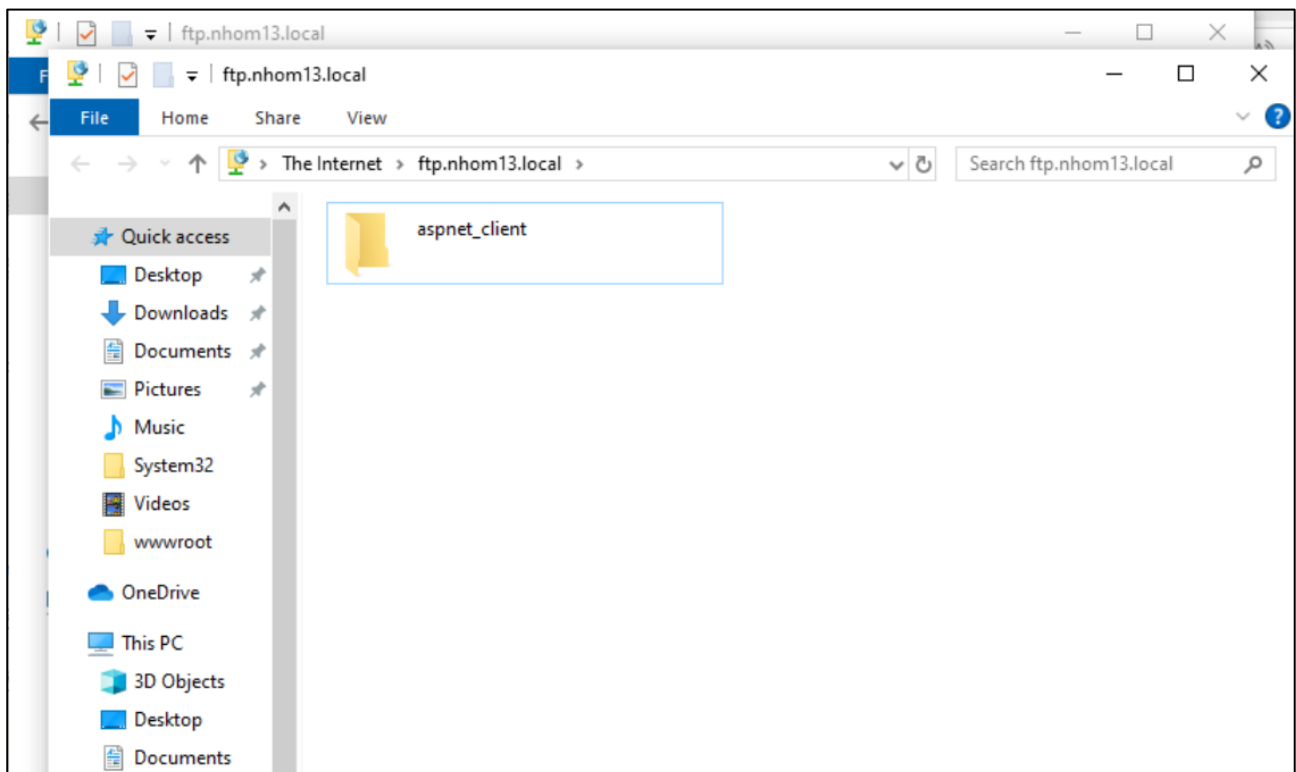 ftp.nhom13.local
F
ftp.nhom13.local
File Home Share View
The Internet > ftp.nhom13.local >
Search ftp.nhom13.local
Quick access
aspnet_client
Desktop
Downloads
Documents
Pictures
Music
System32
Videos
wwwroot
OneDrive
This PC
3D Objects
Desktop
Documents